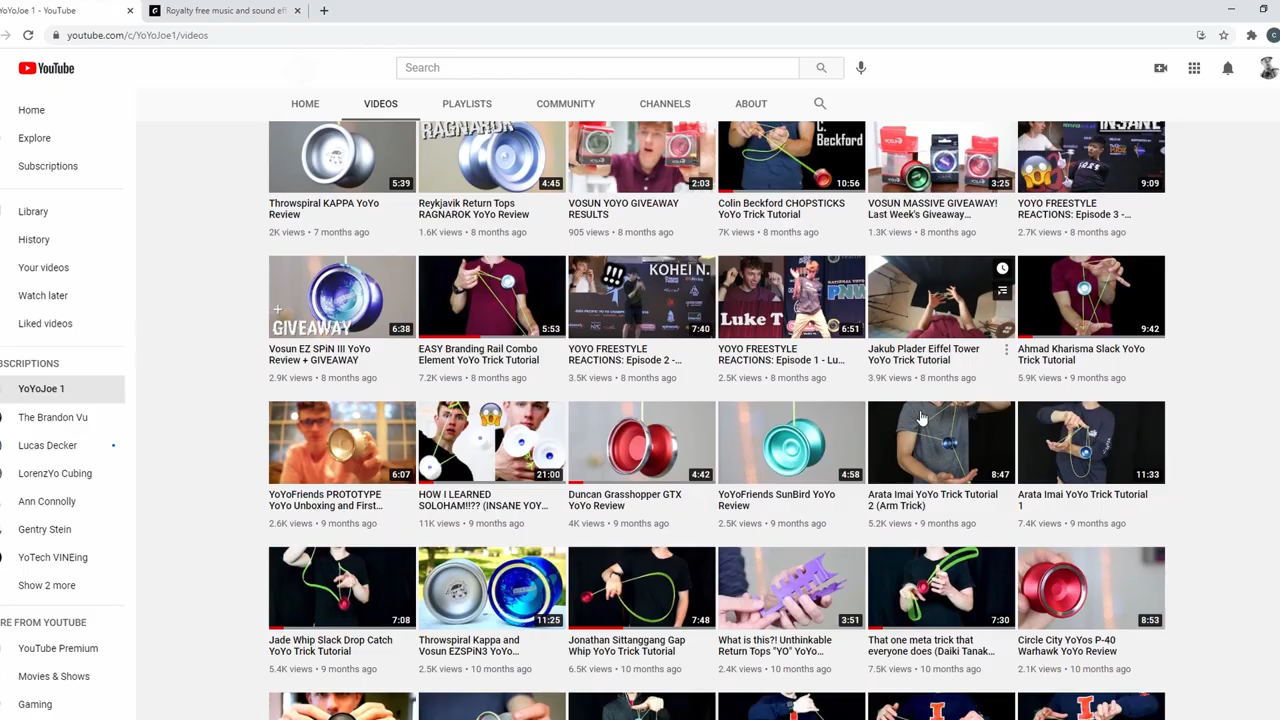 YoYoJoe 1 - YouTube
Royalty free music and sound ef
youtube.com/c/YoYoJoe1/videos
YouTube
Search
HOME VIDEOS PLAYLISTS COMMUNITY CHANNELS ABOUT
Home
Explore
Subscriptions
Library
History
Your videos
Watch later
Liked videos
BSCRIPTIONS
YoYoJoe 1
The Brandon Vu
Lucas Decker
LorenzYo Cubing
Ann Connolly
Gentry Stein
YoTech VINEing
Show 2 more
RE FROM YOUTUBE
YouTube Premium
Movies & Shows
Gaming
5:39
Throwspiral KAPPA YoYo
Review
2K views • 7 months ago
RAGNAROK
4:45
Reykjavik Return Tops
RAGNAROK YoYo Review
1.6K views • 8 months ago
2:03
VOSUN YOYO GIVEAWAY
RESULTS
905 views • 8 months ago
C.
Beckford
10:56
Colin Beckford CHOPSTICKS
YoYo Trick Tutorial
7K views • 8 months ago
3:25
VOSUN MASSIVE GIVEAWAY!
Last Week's Giveaway...
1.3K views • 8 months ago
INSANE
9:09
YOYO FREESTYLE
REACTIONS: Episode 3 -...
2.7K views • 8 months ago
+
GIVEAWAY
6:38
Vosun EZ SPiN III YoYo
Review + GIVEAWAY
2.9K views • 8 months ago
5:53
EASY Branding Rail Combo
Element YoYo Trick Tutorial
7.2K views • 8 months ago
KOHEI N.
7:40
YOYO FREESTYLE
REACTIONS: Episode 2 -...
3.5K views • 8 months ago
Luke T
PNW
6:51
YOYO FREESTYLE
REACTIONS: Episode 1 - Lu...
2.5K views • 8 months ago
Jakub Plader Eiffel Tower
YoYo Trick Tutorial
3.9K views • 8 months ago
9:42
Ahmad Kharisma Slack YoYo
Trick Tutorial
5.9K views • 9 months ago
6:07
YoYoFriends PROTOTYPE
YoYo Unboxing and First...
2.6K views • 9 months ago
21:00
HOW I LEARNED
SOLOHAM!!?? (INSANE YOY...
11K views • 9 months ago
4:42
Duncan Grasshopper GTX
YoYo Review
4K views • 9 months ago
4:58
YoYoFriends SunBird YoYo
Review
2.5K views • 9 months ago
8:47
Arata Imai YoYo Trick Tutorial
2 (Arm Trick)
5.2K views • 9 months ago
11:33
Arata Imai YoYo Trick Tutorial
1
7.4K views • 9 months ago
7:08
Jade Whip Slack Drop Catch
YoYo Trick Tutorial
5.4K views • 9 months ago
11:25
Throwspiral Kappa and
Vosun EZSPiN3 YoYo...
2.5K views • 10 months ago
7:48
Jonathan Sittanggang Gap
Whip YoYo Trick Tutorial
6.5K views • 10 months ago
3:51
What is this?! Unthinkable
Return Tops "YO" YoYo...
2.4K views • 10 months ago
7:30
That one meta trick that
everyone does (Daiki Tanak...
7.5K views • 10 months ago
8:53
Circle City YoYos P-40
Warhawk YoYo Review
2.1K views • 10 months ago